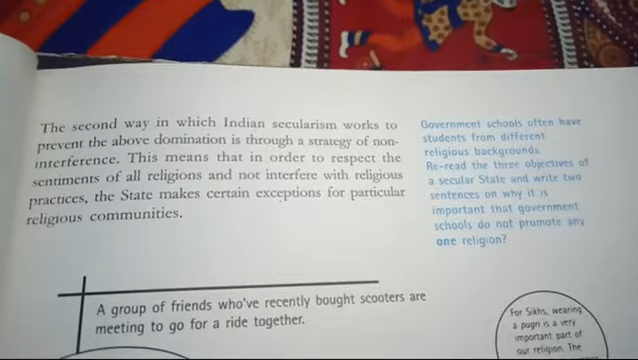 The second way in which Indian secularism works to
prevent the above domination is through a strategy of non-
interference. This means that in order to respect the
sentiments of all religions and not interfere with religious
practices, the State makes certain exceptions for particular
religious communities.
Government schools often have
students from different
religious backgrounds.
Re-read the three objectives of
a secular State and write two
sentences on why it is
important that government
schools do not promote any
one religion?
A group of friends who've recently bought scooters are
meeting to go for a ride together.
For Sikhs, wearing
a pugri is a very
important part of
our religion. The